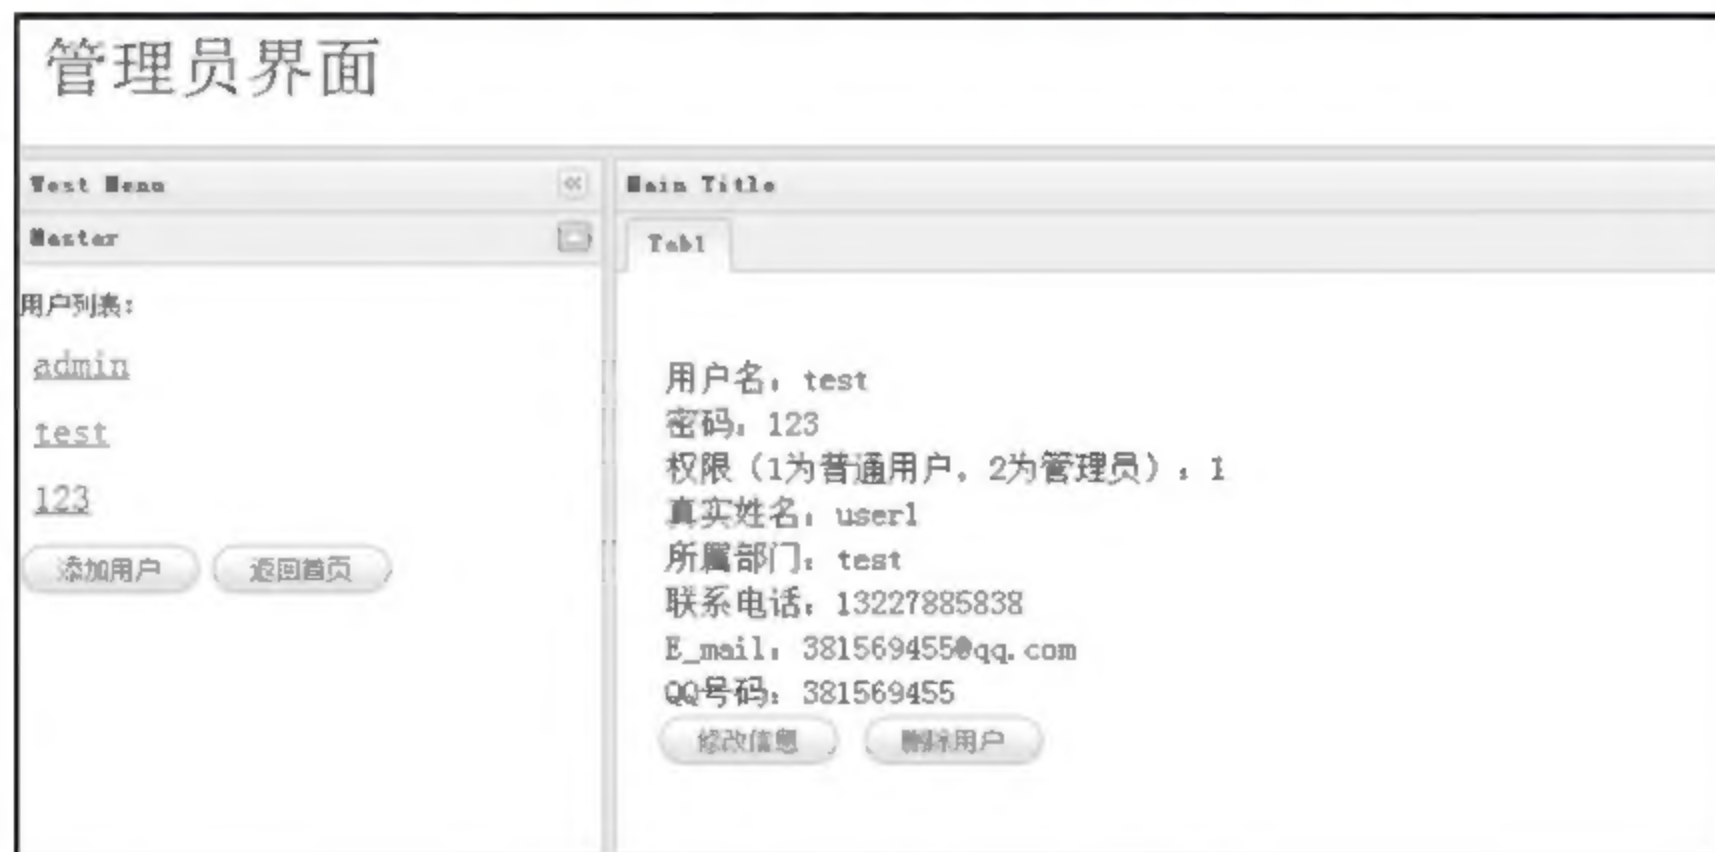 管理员界面
Test Menu
Master
用户列表:
admin
test
123
添加用户 返回首页
Main Title
Tab1
用户名: test
密码: 123
权限（1为普通用户, 2为管理员）: 1
真实姓名: user1
所属部门: test
联系电话: 13227885838
E_mail: 381569455@qq.com
QQ号码: 381569455
修改信息 删除用户